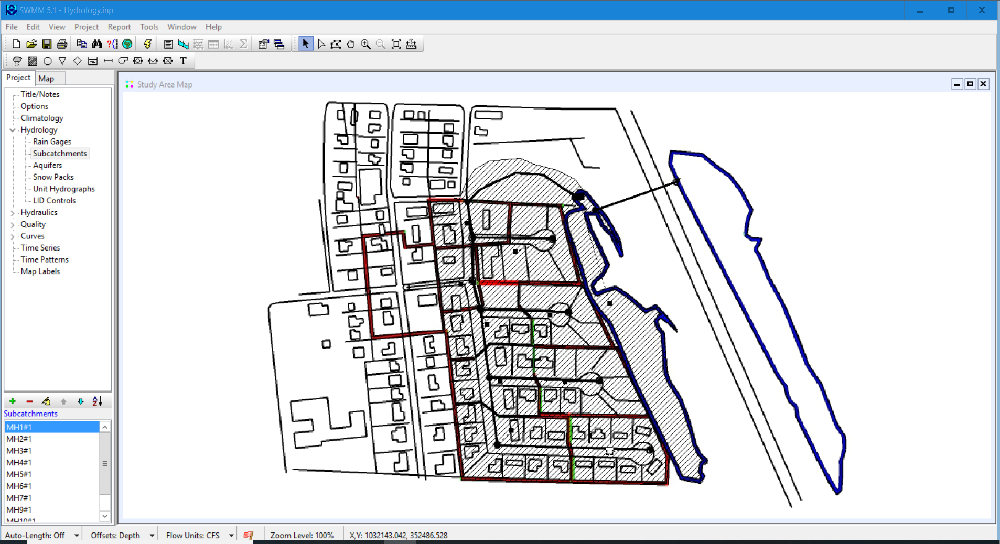 SWMM 5.1 - Hydrology.inp
File Edit View Project Report Tools Window Help
T
Project Map
Study Area Map
Title/Notes
Options
Climatology
Hydrology
Rain Gages
Subcatchments
Aquifers
Snow Packs
Unit Hydrographs
LID Controls
Hydraulics
Quality
Curves
Time Series
Time Patterns
Map Labels
Subcatchments
MH1#1
MH2#1
MH3#1
MH4#1
MH5#1
MH6#1
MH7#1
MH9#1
MH10#1
Auto-Length: Off Offsets: Depth Flow Units: CFS Zoom Level: 100% X,Y: 1032143.042, 352486.528